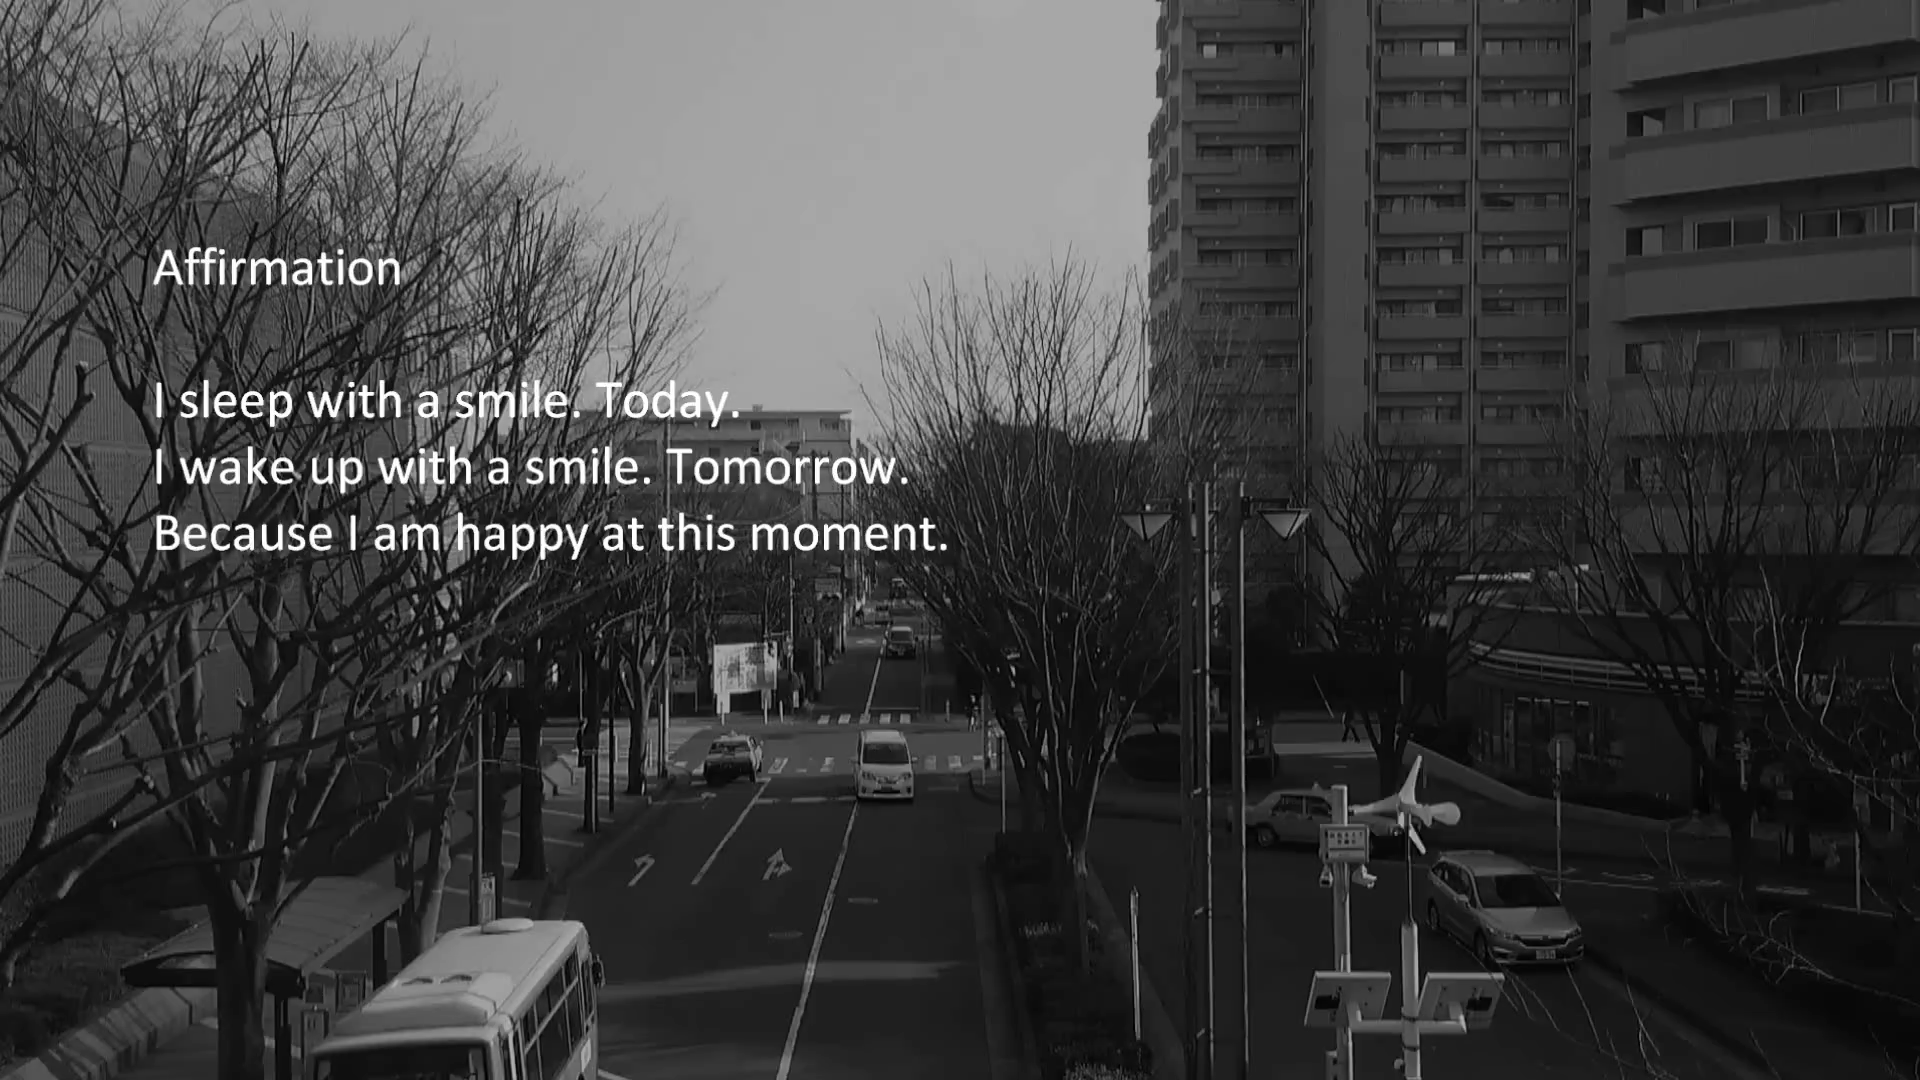 Affirmation
I sleep with a smile. Today.
I wake up with a smile. Tomorrow.
Because I am happy at this moment.